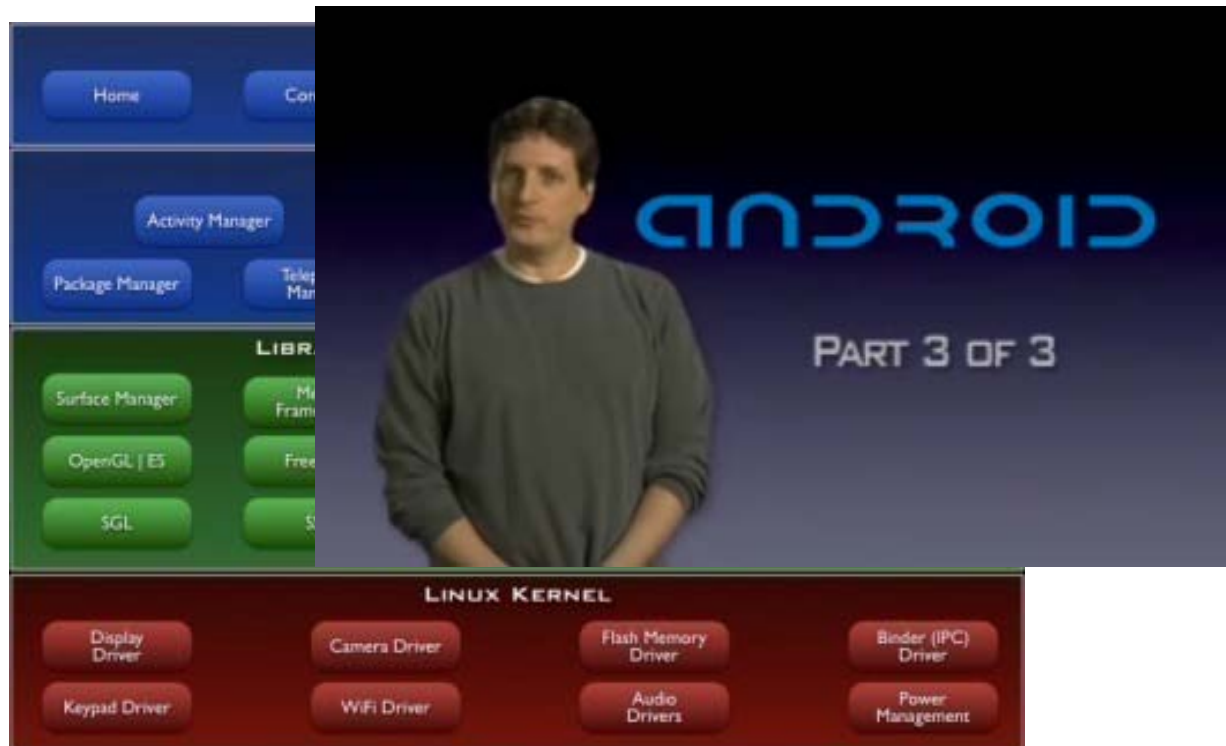 Home
Activity Manager
Package Manager
Surface Manager
OpenGL | ES
SGL
ANDROID
PART 3 OF 3
LINUX KERNEL
Display
Driver
Camera Driver
Flash Memory
Driver
Binder (IPC)
Driver
Keypad Driver
WiFi Driver
Audio
Drivers
Power
Management